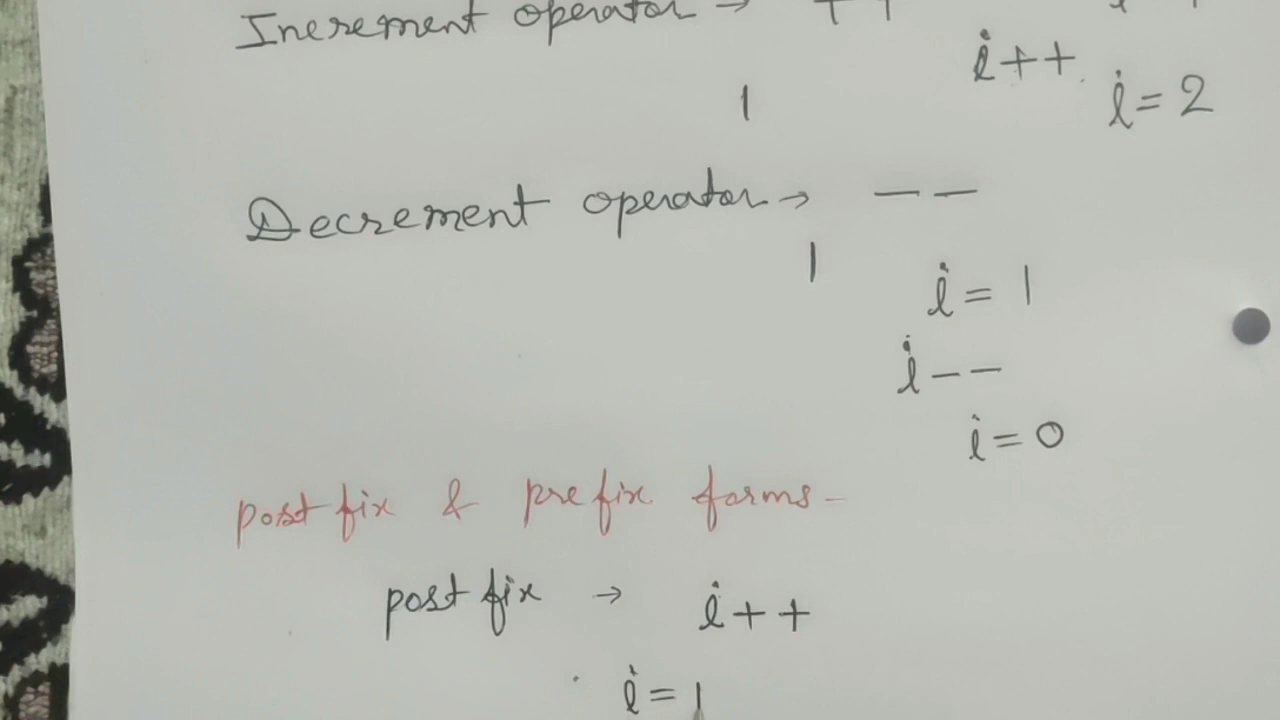 Increment operator → ++
i++
i = 2
1
Decrement operator → --
1
i = 1
i--
i = 0
post fix & prefix forms -
post fix → i++
i = 1